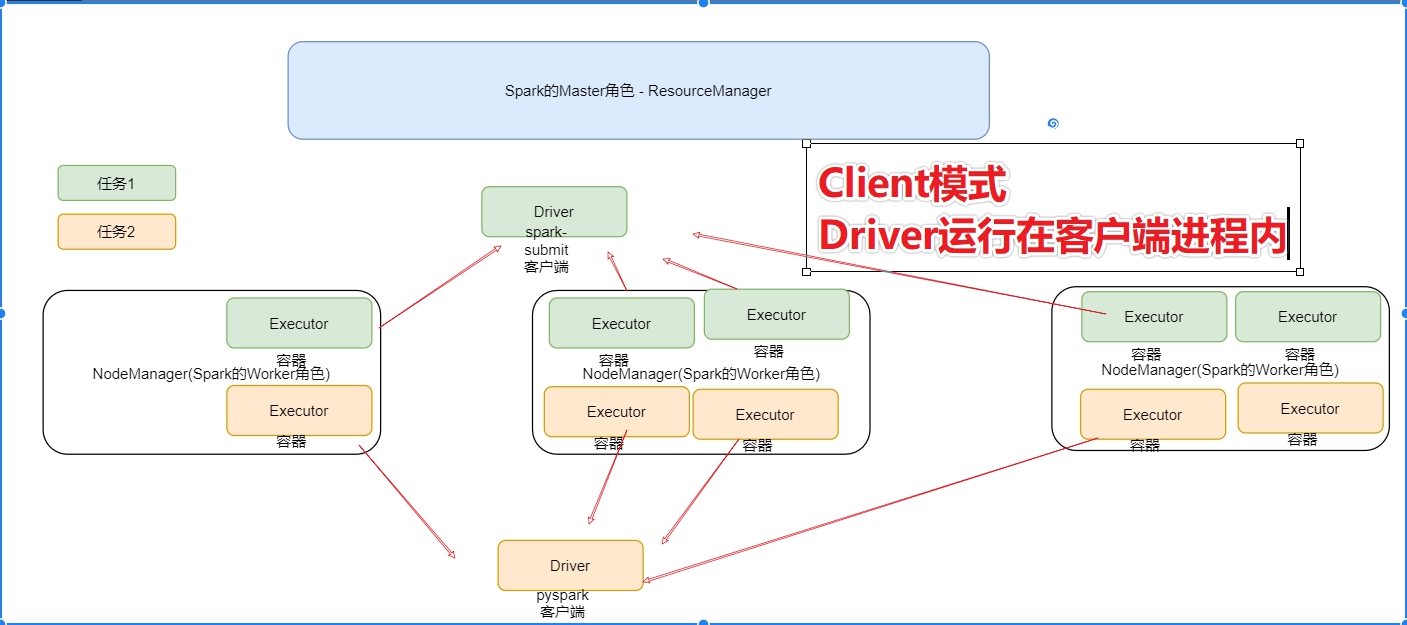 Spark的Master角色 - ResourceManager
任务1
任务2
Client模式
Driver运行在客户端进程内
Driver
spark-
submit
客户端
Executor
容器
NodeManager(Spark的Worker角色)
Executor
容器
Executor
容器
Executor
容器
NodeManager(Spark的Worker角色)
Executor
容器
Executor
容器
Executor
容器
Executor
容器
NodeManager(Spark的Worker角色)
Executor
容器
Executor
容器
Driver
pyspark
客户端